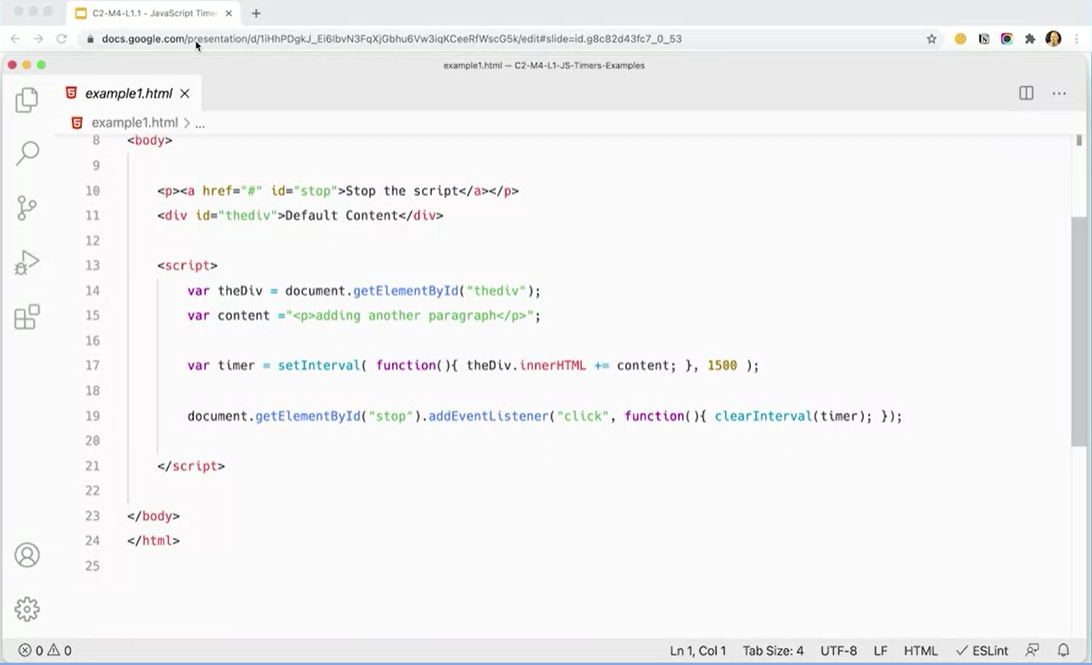 C2-M4-L1.1 - JavaScript Timer
docs.google.com/presentation/d/1iHhPDgkJ_Ei6lbvN3FqXjGbhu6Vw3iqKCeeRfWscG5k/edit#slide=id.g8c82d43fc7_0_53
example1.html — C2-M4-L1-JS-Timers-Examples
example1.html
example1.html > ...
8 <body>
9
10 <p><a href="#" id="stop">Stop the script</a></p>
11 <div id="thediv">Default Content</div>
12
13 <script>
14 var theDiv = document.getElementById("thediv");
15 var content ="<p>adding another paragraph</p>";
16
17 var timer = setInterval( function(){ theDiv.innerHTML += content; }, 1500 );
18
19 document.getElementById("stop").addEventListener("click", function(){ clearInterval(timer); });
20
21 </script>
22
23 </body>
24 </html>
25
0 0 Ln 1, Col 1 Tab Size: 4 UTF-8 LF HTML ESLint